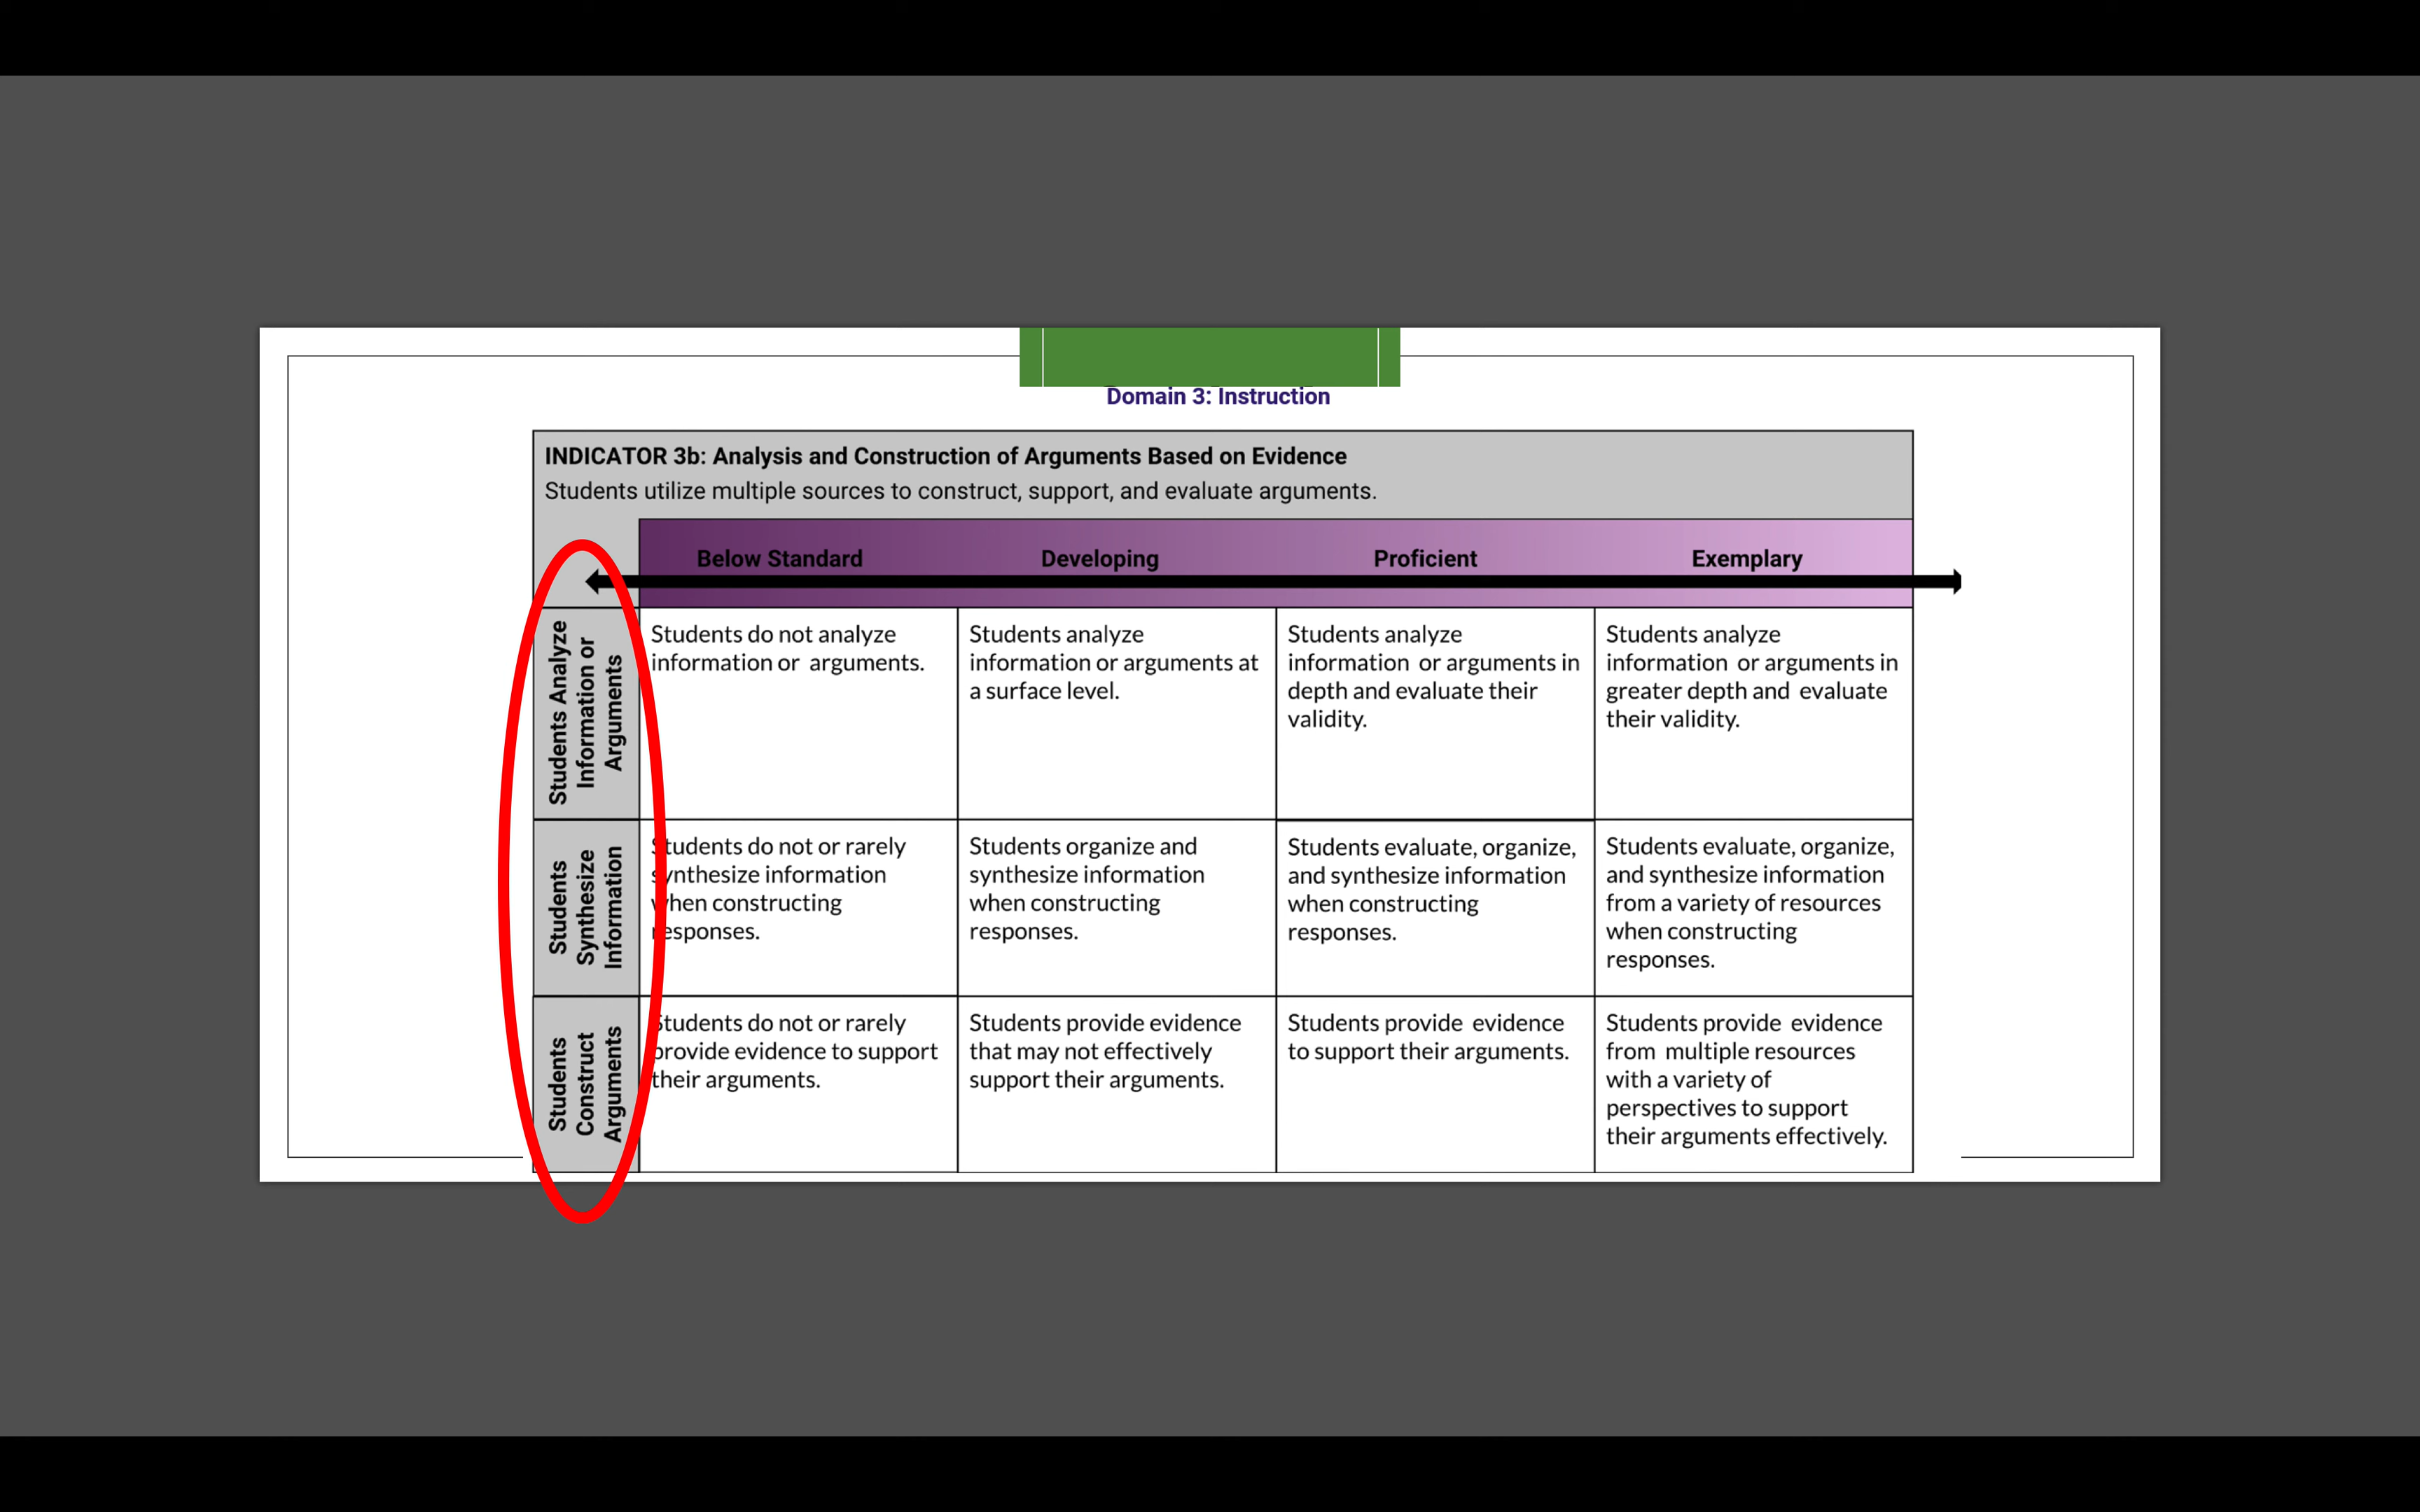 Domain 3: Instruction
INDICATOR 3b: Analysis and Construction of Arguments Based on Evidence
Students utilize multiple sources to construct, support, and evaluate arguments.
Below Standard
Developing
Proficient
Exemplary
Students Analyze
Information or
Arguments
Students do not analyze
information or arguments.
Students analyze
information or arguments at
a surface level.
Students analyze
information or arguments in
depth and evaluate their
validity.
Students analyze
information or arguments in
greater depth and evaluate
their validity.
Students
Synthesize
Information
Students do not or rarely
synthesize information
when constructing
responses.
Students organize and
synthesize information
when constructing
responses.
Students evaluate, organize,
and synthesize information
when constructing
responses.
Students evaluate, organize,
and synthesize information
from a variety of resources
when constructing
responses.
Students
Construct
Arguments
Students do not or rarely
provide evidence to support
their arguments.
Students provide evidence
that may not effectively
support their arguments.
Students provide evidence
to support their arguments.
Students provide evidence
from multiple resources
with a variety of
perspectives to support
their arguments effectively.